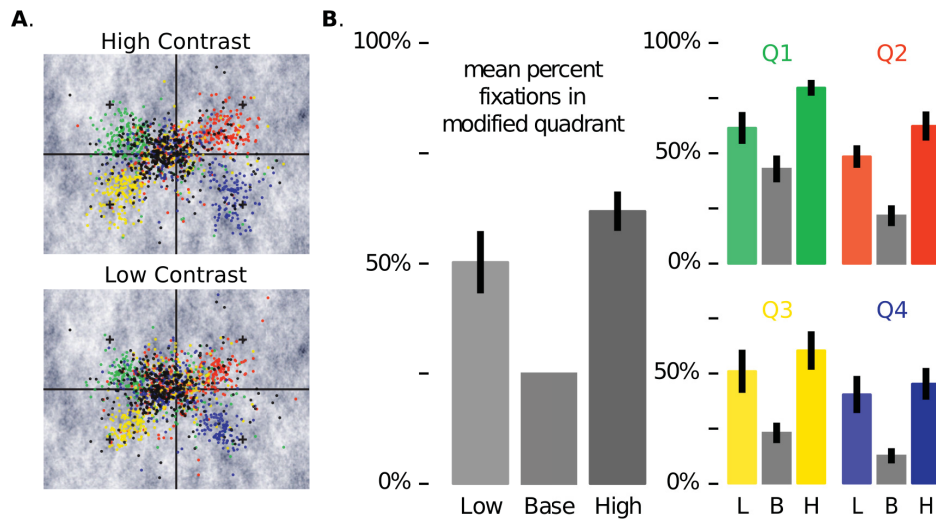 A.
High Contrast
Low Contrast
B.
100%
50%
0%
mean percent
fixations in
modified quadrant
Low Base High
100%
50%
0%
Q1 Q2
Q3 Q4
50%
0%
L B H L B H